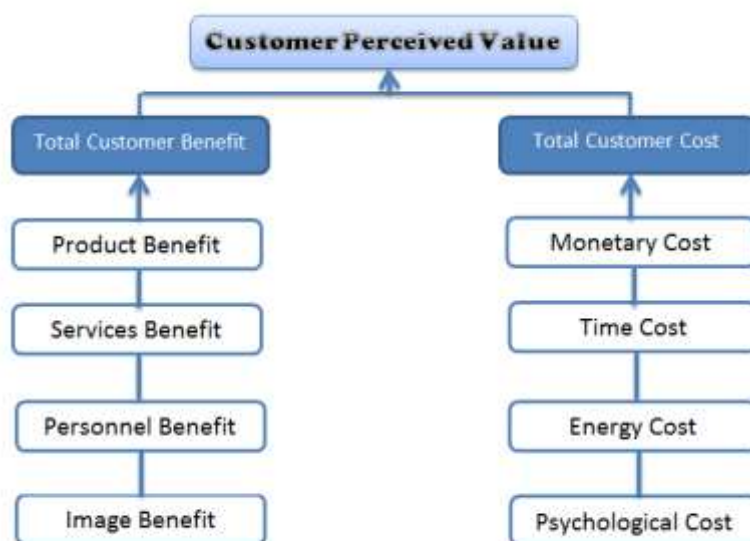 Customer Perceived Value
Total Customer Benefit
Total Customer Cost
Product Benefit
Monetary Cost
Services Benefit
Time Cost
Personnel Benefit
Energy Cost
Image Benefit
Psychological Cost